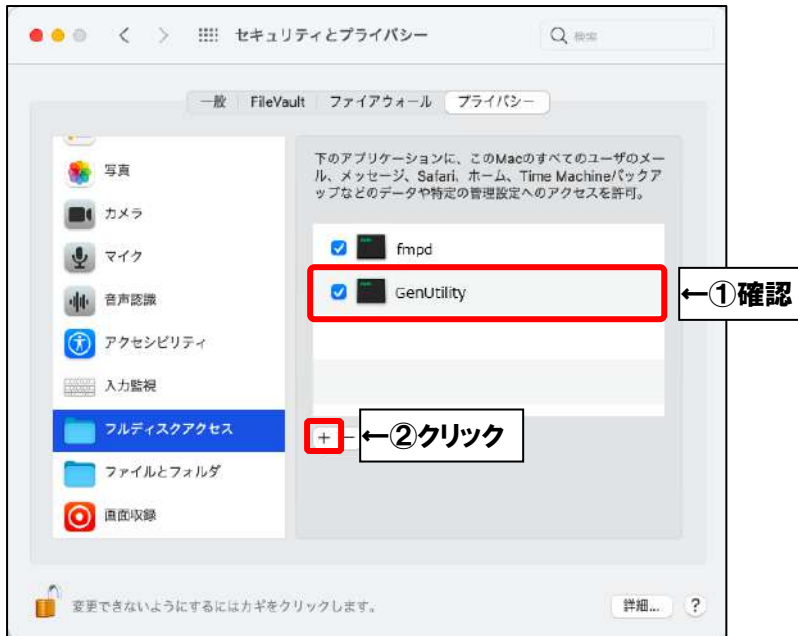 セキュリティとプライバシー
検索
一般 FileVault ファイアウォール プライバシー
写真
カメラ
マイク
音声認識
アクセシビリティ
入力監視
フルディスクアクセス
ファイルとフォルダ
画面収録
下のアプリケーションに、このMacのすべてのユーザのメー
ル、メッセージ、Safari、ホーム、Time Machineバックア
ップなどのデータや特定の管理設定へのアクセスを許可。
fmpd
GenUtility
←①確認
+ − ←②クリック
変更できないようにするにはカギをクリックします。
詳細... ?